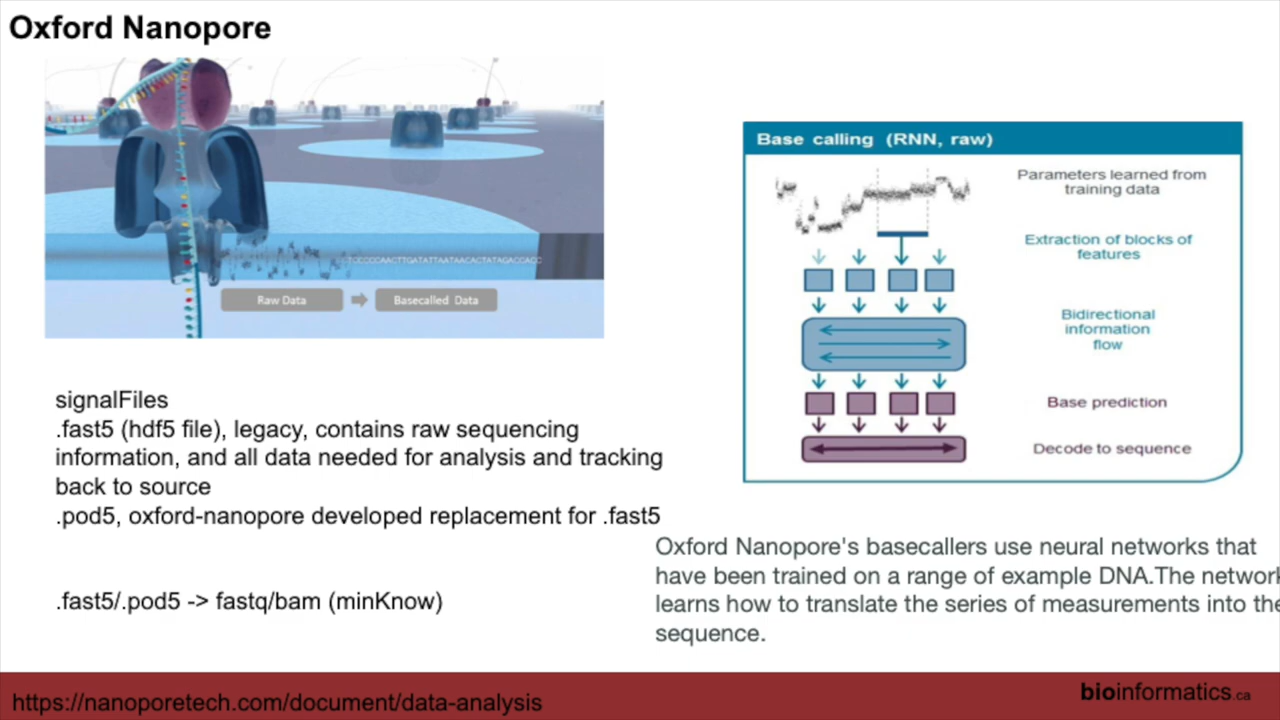 Oxford Nanopore
CCCCCAACTTGATATTAATAACACTATAGACCACC
Raw Data
Basecalled Data
signalFiles
.fast5 (hdf5 file), legacy, contains raw sequencing
information, and all data needed for analysis and tracking
back to source
.pod5, oxford-nanopore developed replacement for .fast5
.fast5/.pod5 -> fastq/bam (minKnow)
Base calling (RNN, raw)
Parameters learned from
training data
Extraction of blocks of
features
Bidirectional
information
flow
Base prediction
Decode to sequence
Oxford Nanopore's basecallers use neural networks that
have been trained on a range of example DNA.The network
learns how to translate the series of measurements into the
sequence.
https://nanoporetech.com/document/data-analysis
bioinformatics.ca